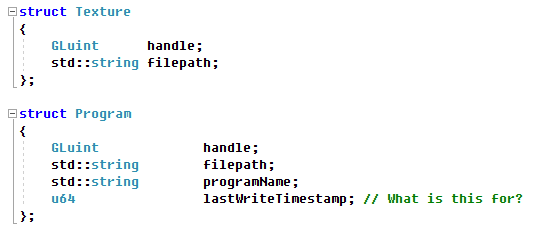 struct Texture
{
GLuint handle;
std::string filepath;
};
struct Program
{
GLuint handle;
std::string filepath;
std::string programName;
u64 lastWriteTimestamp; // What is this for?
};